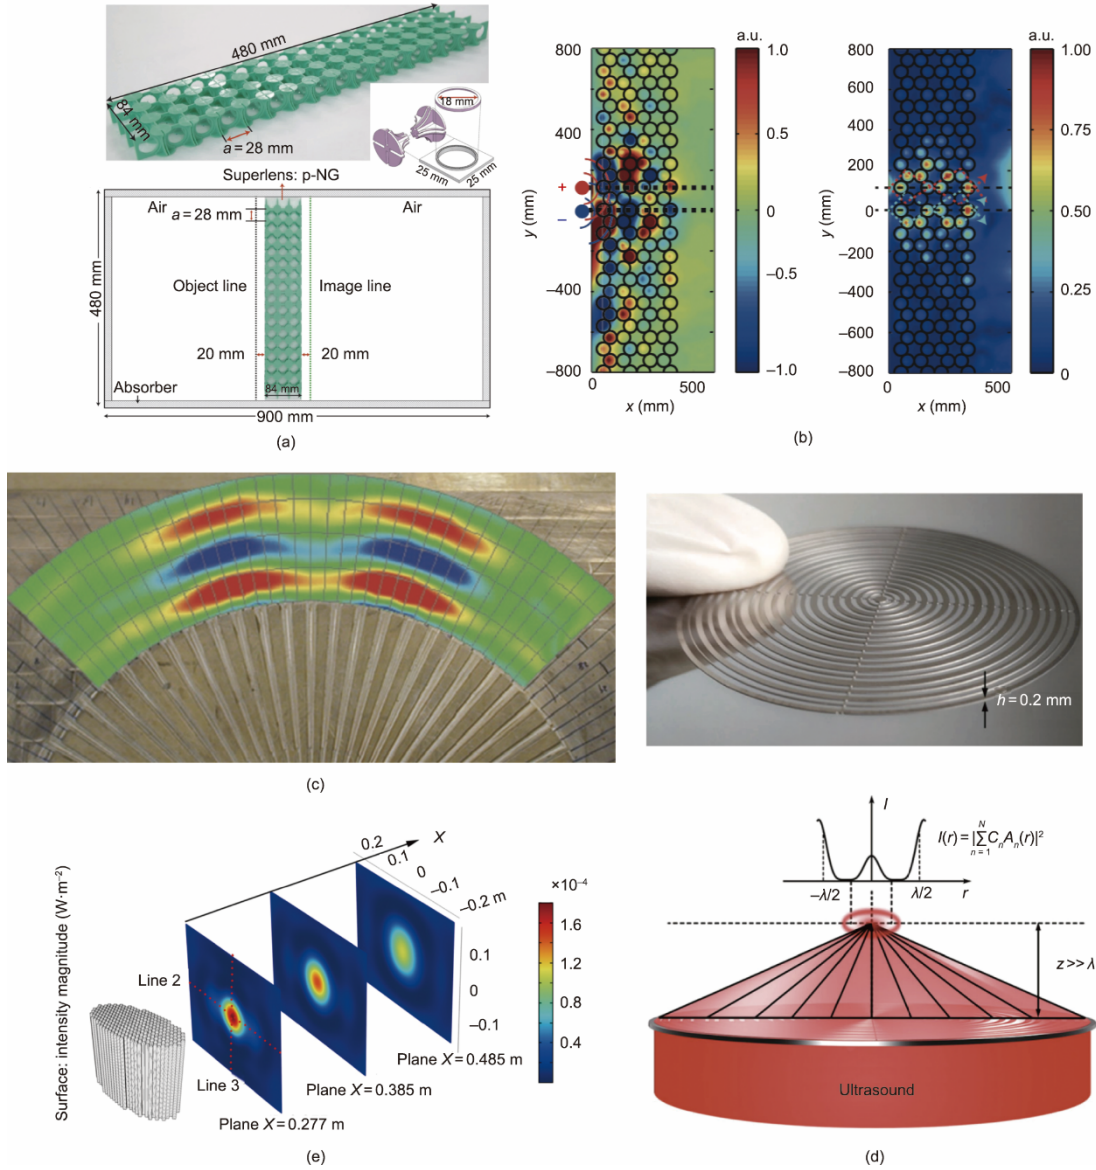 480 mm
84 mm
a = 28 mm
18 mm
25 mm
25 mm
Superlens: p-NG
Air
Air
a = 28 mm
480 mm
Object line
Image line
20 mm
20 mm
84 mm
Absorber
900 mm
(a)
a.u.
a.u.
800
400
0
−400
−800
y (mm)
+
−
0
500
x (mm)
1.0
0.5
0
−0.5
−1.0
800
600
400
200
0
−200
−400
−600
−800
y (mm)
0
500
x (mm)
1.00
0.75
0.50
0.25
0
(b)
(c)
h = 0.2 mm
I
I(r) = |∑C_nA_n(r)|²
N
n = 1
−λ/2
λ/2
r
z >> λ
Ultrasound
(d)
Surface: intensity magnitude (W·m⁻²)
X
0.2
0.1
0
−0.1
−0.2 m
0.1
0
−0.1
×10⁻⁴
1.6
1.2
0.8
0.4
Line 2
Line 3
Plane X = 0.485 m
Plane X = 0.385 m
Plane X = 0.277 m
(e)